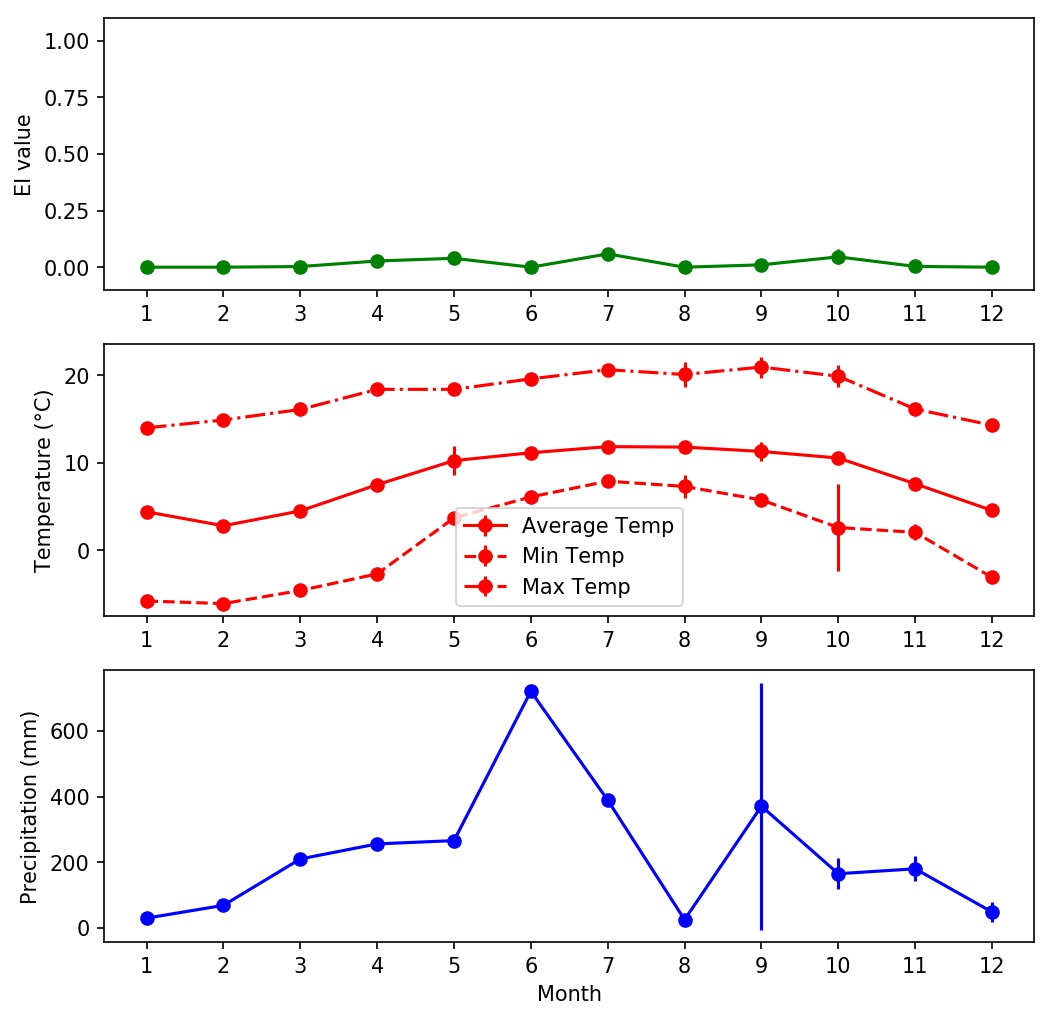 1.00
0.75
0.50
0.25
0.00
EI value
1 2 3 4 5 6 7 8 9 10 11 12
20
10
0
Temperature (°C)
Average Temp
Min Temp
Max Temp
1 2 3 4 5 6 7 8 9 10 11 12
600
400
200
0
Precipitation (mm)
1 2 3 4 5 6 7 8 9 10 11 12
Month